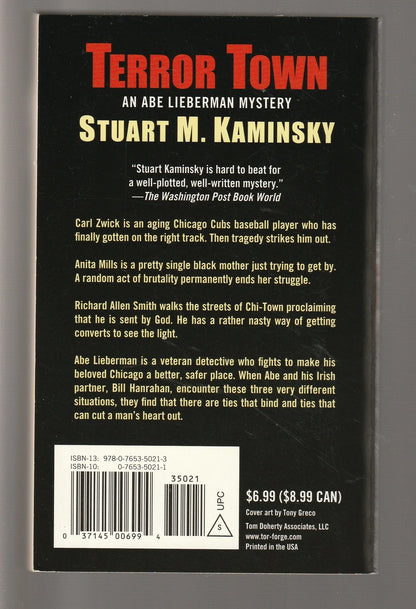 TERROR TOWN
AN ABE LIEBERMAN MYSTERY
STUART M. KAMINSKY
“Stuart Kaminsky is hard to beat for
a well-plotted, well-written mystery.”
—The Washington Post Book World
Carl Zwick is an aging Chicago Cubs baseball player who has
finally gotten on the right track. Then tragedy strikes him out.
Anita Mills is a pretty single black mother just trying to get by.
A random act of brutality permanently ends her struggle.
Richard Allen Smith walks the streets of Chi-Town proclaiming
that he is sent by God. He has a rather nasty way of getting
converts to see the light.
Abe Lieberman is a veteran detective who fights to make his
beloved Chicago a better, safer place. When Abe and his Irish
partner, Bill Hanrahan, encounter these three very different
situations, they find that there are ties that bind and ties that
can cut a man's heart out.
ISBN-13: 978-0-7653-5021-3
ISBN-10: 0-7653-5021-1
35021
0 37145 00699 4
UPC
S
$6.99 ($8.99 CAN)
Cover art by Tony Greco
Tom Doherty Associates, LLC
www.tor-forge.com
Printed in the USA